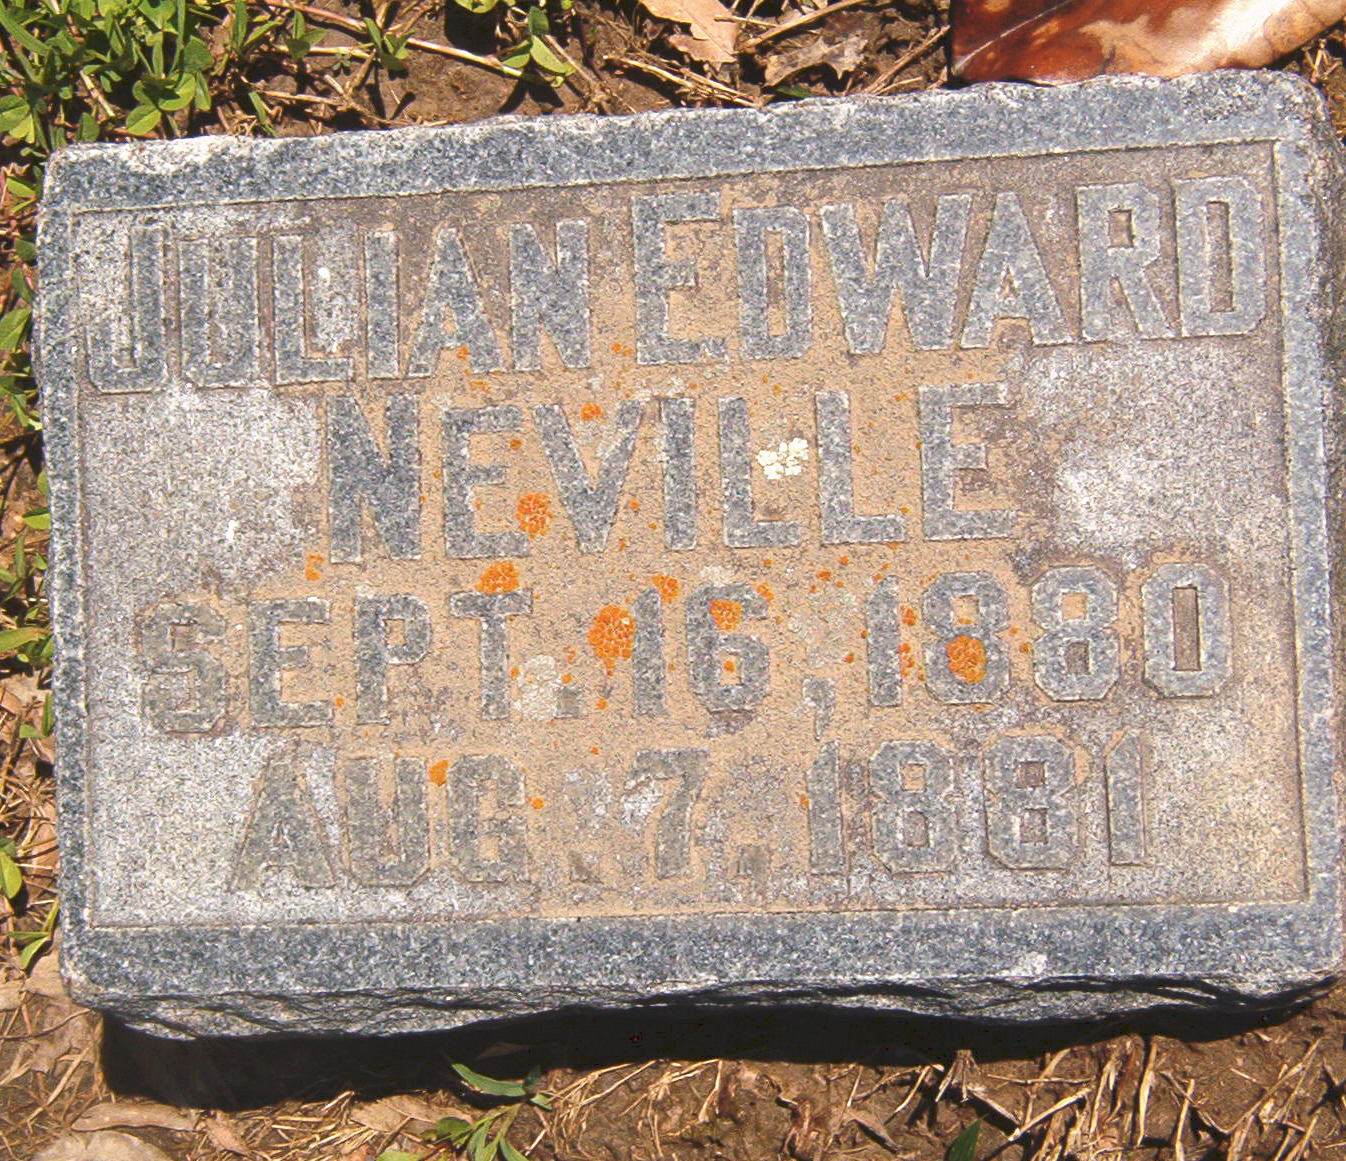 JULIAN EDWARD
NEVILLE
SEPT. 16, 1880
AUG. 7. 1881